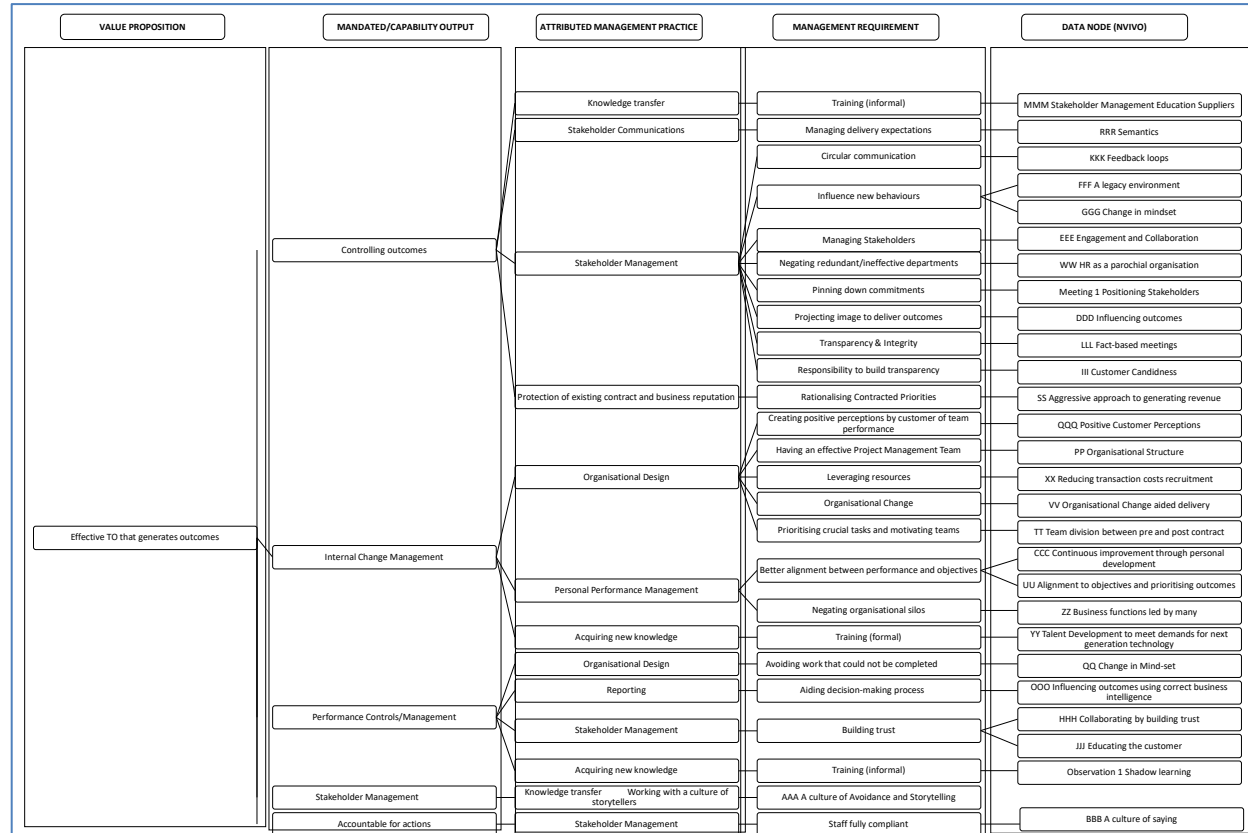 VALUE PROPOSITION
MANDATED/CAPABILITY OUTPUT
ATTRIBUTED MANAGEMENT PRACTICE
MANAGEMENT REQUIREMENT
DATA NODE (NVIVO)
Effective TO that generates outcomes
Controlling outcomes
Internal Change Management
Performance Controls/Management
Stakeholder Management
Accountable for actions
Knowledge transfer
Stakeholder Communications
Stakeholder Management
Protection of existing contract and business reputation
Organisational Design
Personal Performance Management
Acquiring new knowledge
Organisational Design
Reporting
Stakeholder Management
Acquiring new knowledge
Knowledge transfer Working with a culture of
storytellers
Stakeholder Management
Training (informal)
Managing delivery expectations
Circular communication
Influence new behaviours
Managing Stakeholders
Negating redundant/ineffective departments
Pinning down commitments
Projecting image to deliver outcomes
Transparency & Integrity
Responsibility to build transparency
Rationalising Contracted Priorities
Creating positive perceptions by customer of team
performance
Having an effective Project Management Team
Leveraging resources
Organisational Change
Prioritising crucial tasks and motivating teams
Better alignment between performance and objectives
Negating organisational silos
Training (formal)
Avoiding work that could not be completed
Aiding decision-making process
Building trust
Training (informal)
AAA A culture of Avoidance and Storytelling
Staff fully compliant
MMM Stakeholder Management Education Suppliers
RRR Semantics
KKK Feedback loops
FFF A legacy environment
GGG Change in mindset
EEE Engagement and Collaboration
WW HR as a parochial organisation
Meeting 1 Positioning Stakeholders
DDD Influencing outcomes
LLL Fact-based meetings
III Customer Candidness
SS Aggressive approach to generating revenue
QQQ Positive Customer Perceptions
PP Organisational Structure
XX Reducing transaction costs recruitment
VV Organisational Change aided delivery
TT Team division between pre and post contract
CCC Continuous improvement through personal
development
UU Alignment to objectives and prioritising outcomes
ZZ Business functions led by many
YY Talent Development to meet demands for next
generation technology
QQ Change in Mind-set
OOO Influencing outcomes using correct business
intelligence
HHH Collaborating by building trust
JJJ Educating the customer
Observation 1 Shadow learning
BBB A culture of saying